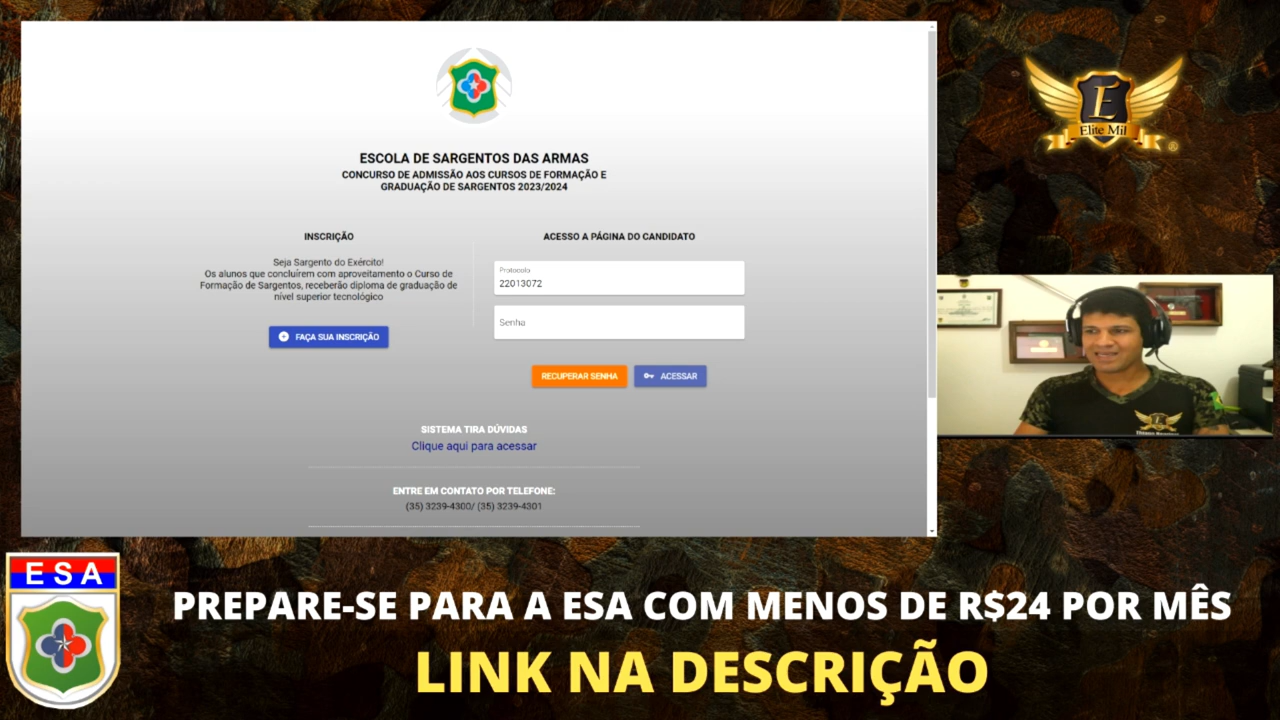 ESCOLA DE SARGENTOS DAS ARMAS
CONCURSO DE ADMISSÃO AOS CURSOS DE FORMAÇÃO E
GRADUAÇÃO DE SARGENTOS 2023/2024
INSCRIÇÃO
Seja Sargento do Exército!
Os alunos que concluírem com aproveitamento o Curso de
Formação de Sargentos, receberão diploma de graduação de
nível superior tecnológico
FAÇA SUA INSCRIÇÃO
ACESSO A PÁGINA DO CANDIDATO
Protocolo
22013072
Senha
RECUPERAR SENHA
ACESSAR
SISTEMA TIRA DÚVIDAS
Clique aqui para acessar
ENTRE EM CONTATO POR TELEFONE:
(35) 3239-4300/ (35) 3239-4301
E
Elite Mil
®
ESA
PREPARE-SE PARA A ESA COM MENOS DE R$24 POR MÊS
LINK NA DESCRIÇÃO